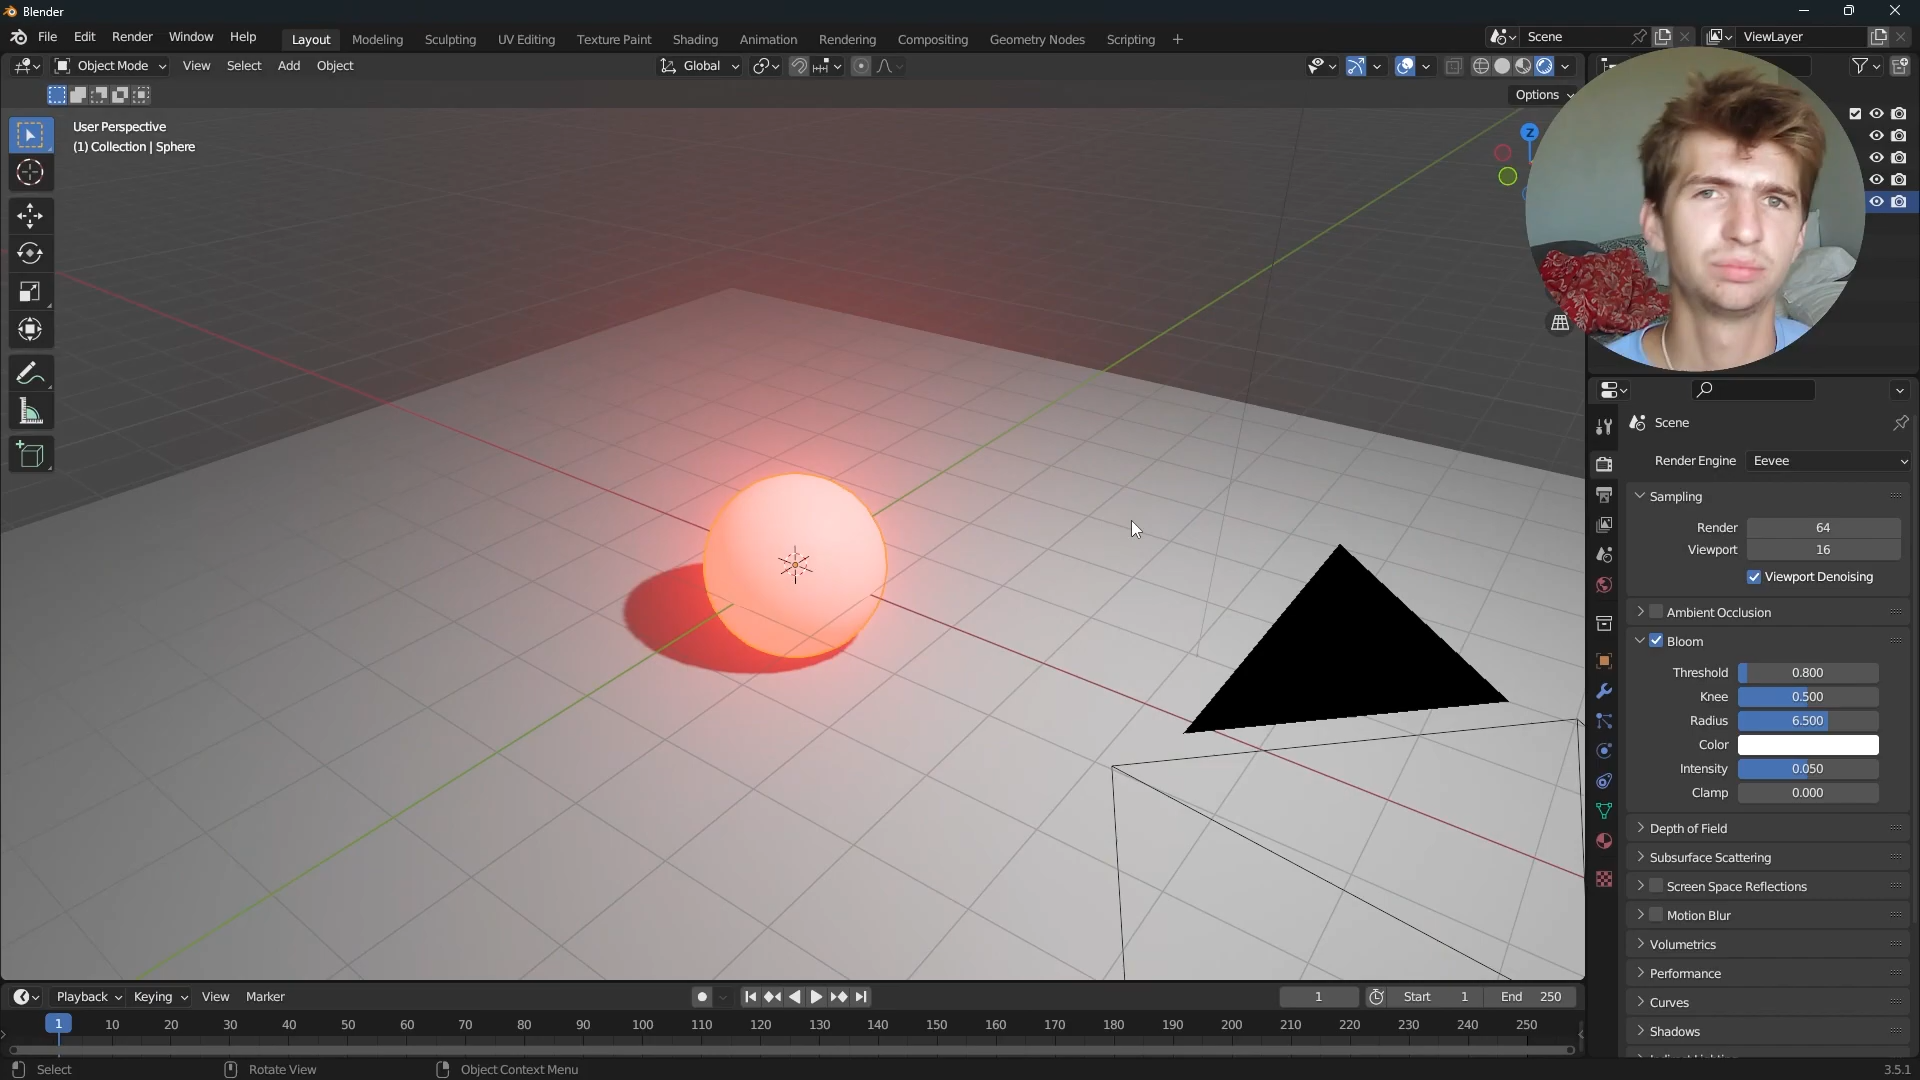 Blender
File Edit Render Window Help Layout Modeling Sculpting UV Editing Texture Paint Shading Animation Rendering Compositing Geometry Nodes Scripting + Scene ViewLayer
Object Mode View Select Add Object Global
Options
User Perspective
(1) Collection | Sphere
Z
Scene
Render Engine Eevee
Sampling
Render 64
Viewport 16
Viewport Denoising
Ambient Occlusion
Bloom
Threshold 0.800
Knee 0.500
Radius 6.500
Color
Intensity 0.050
Clamp 0.000
Depth of Field
Subsurface Scattering
Screen Space Reflections
Motion Blur
Volumetrics
Performance
Curves
Shadows
Playback Keying View Marker 1 Start 1 End 250
1 10 20 30 40 50 60 70 80 90 100 110 120 130 140 150 160 170 180 190 200 210 220 230 240 250
Select Rotate View Object Context Menu 3.5.1